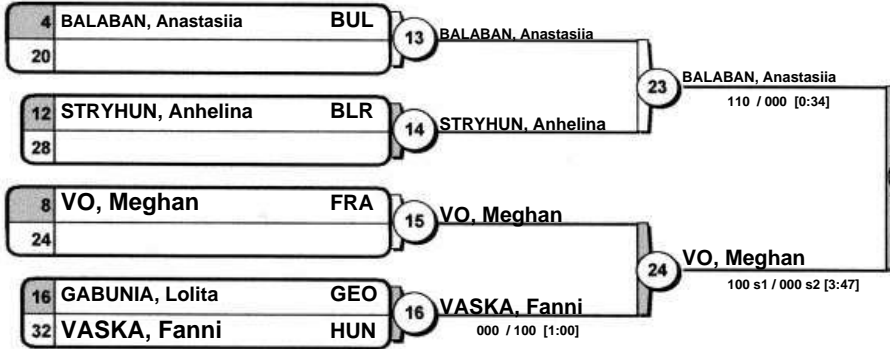 4 BALABAN, Anastasiia BUL
20
13 BALABAN, Anastasiia
12 STRYHUN, Anhelina BLR
28
14 STRYHUN, Anhelina
23 BALABAN, Anastasiia
110 / 000 [0:34]
8 VO, Meghan FRA
24
15 VO, Meghan
16 GABUNIA, Lolita GEO
32 VASKA, Fanni HUN
16 VASKA, Fanni
000 / 100 [1:00]
24 VO, Meghan
100 s1 / 000 s2 [3:47]